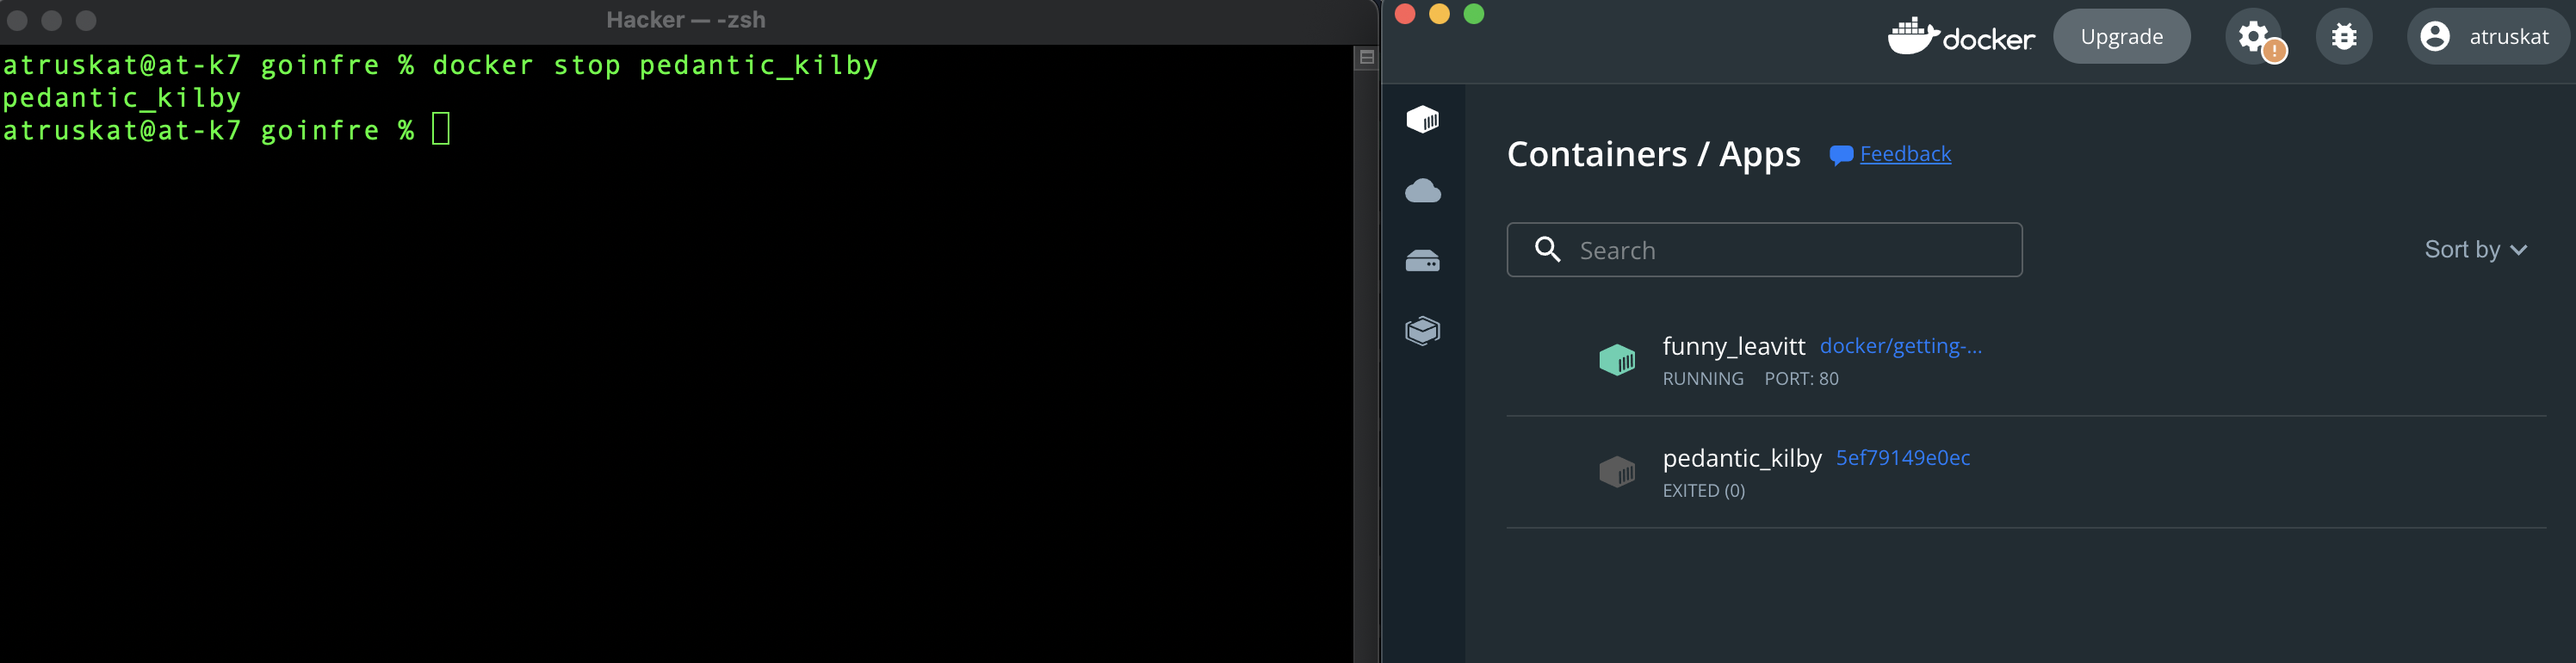 Hacker — -zsh
atruskat@at-k7 goinfre % docker stop pedantic_kilby
pedantic_kilby
atruskat@at-k7 goinfre %
docker
Upgrade
!
atruskat
Containers / Apps
Feedback
Search
Sort by
funny_leavitt docker/getting-...
RUNNING PORT: 80
pedantic_kilby 5ef79149e0ec
EXITED (0)